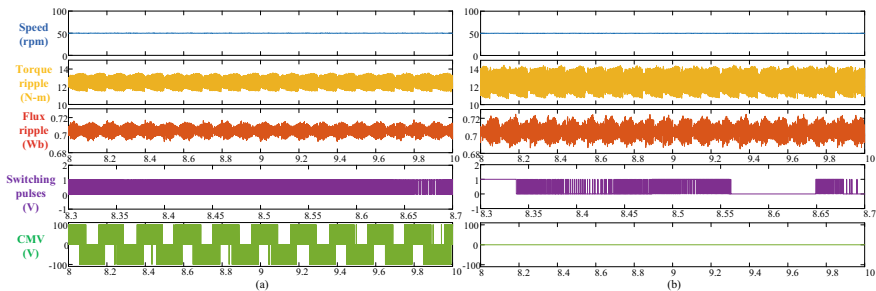 Speed
(rpm)
100
50
0
100
50
0
Torque
ripple
(N-m)
14
12
10
14
12
10
Flux
ripple
(Wb)
0.72
0.7
0.68
0.72
0.7
0.68
8 8.2 8.4 8.6 8.8 9 9.2 9.4 9.6 9.8 10
8 8.2 8.4 8.6 8.8 9 9.2 9.4 9.6 9.8 10
Switching
pulses
(V)
2
1
0
-1
2
1
0
-1
8.3 8.35 8.4 8.45 8.5 8.55 8.6 8.65 8.7
8.3 8.35 8.4 8.45 8.5 8.55 8.6 8.65 8.7
CMV
(V)
100
0
-100
100
0
-100
8 8.2 8.4 8.6 8.8 9 9.2 9.4 9.6 9.8 10
8 8.2 8.4 8.6 8.8 9 9.2 9.4 9.6 9.8 10
(a)
(b)